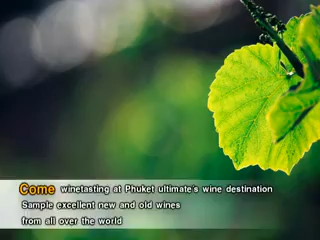 Come winetasting at Phuket ultimate's wine destination
Sample excellent new and old wines
from all over the world